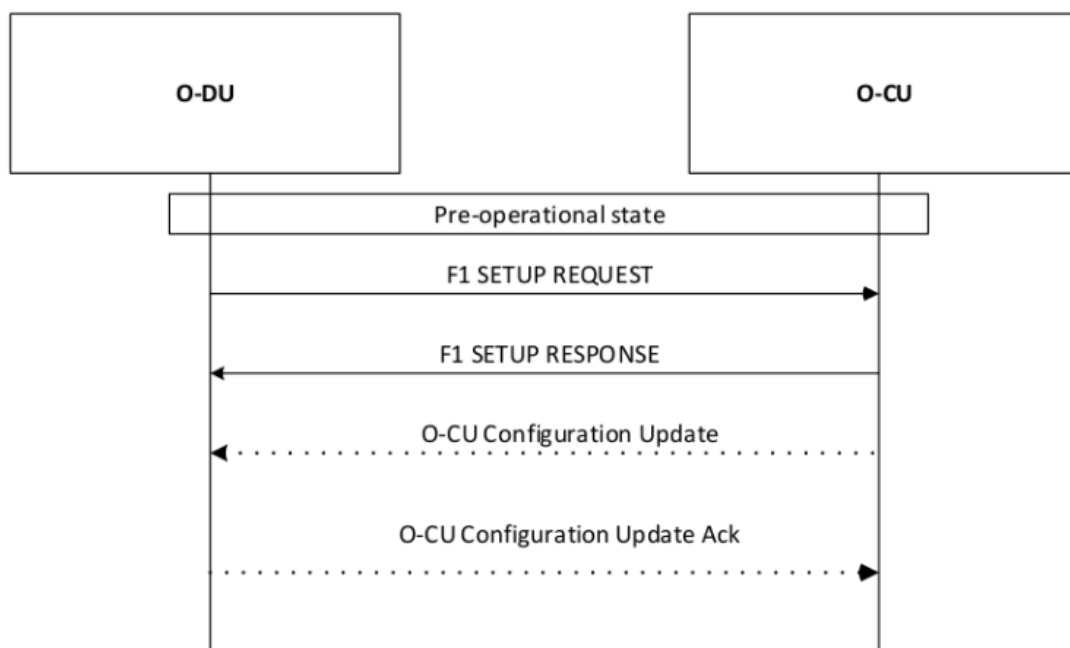 O-DU
O-CU
Pre-operational state
F1 SETUP REQUEST
F1 SETUP RESPONSE
O-CU Configuration Update
O-CU Configuration Update Ack